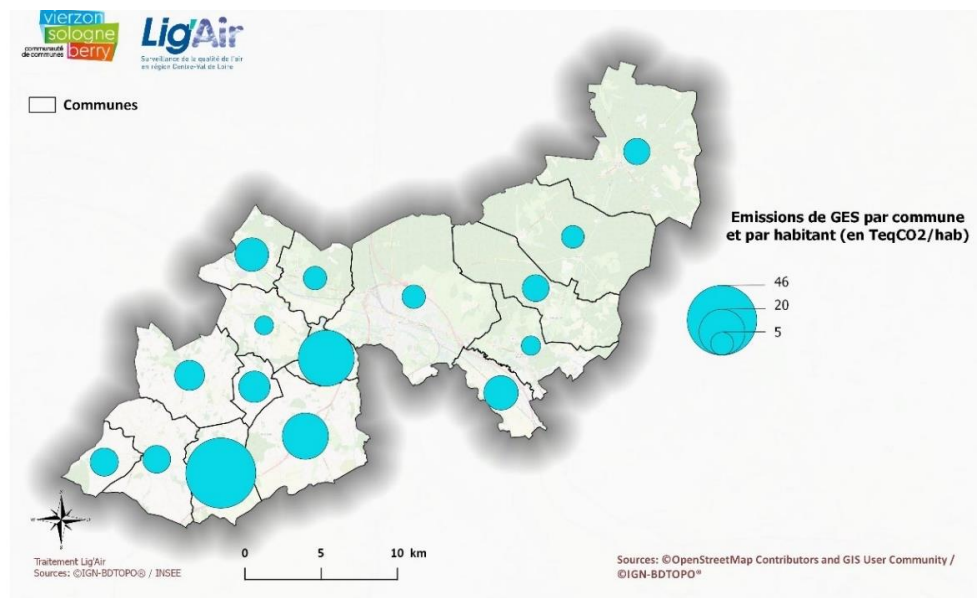 vierzon
sologne
berry
communauté
de communes
Lig'Air
Surveillance de la qualité de l'air
en région Centre-Val de Loire
Communes
Emissions de GES par commune
et par habitant (en TeqCO2/hab)
46
20
5
0 5 10 km
Traitement Lig'Air
Sources: ©IGN-BDTOPO® / INSEE
Sources: ©OpenStreetMap Contributors and GIS User Community /
©IGN-BDTOPO®